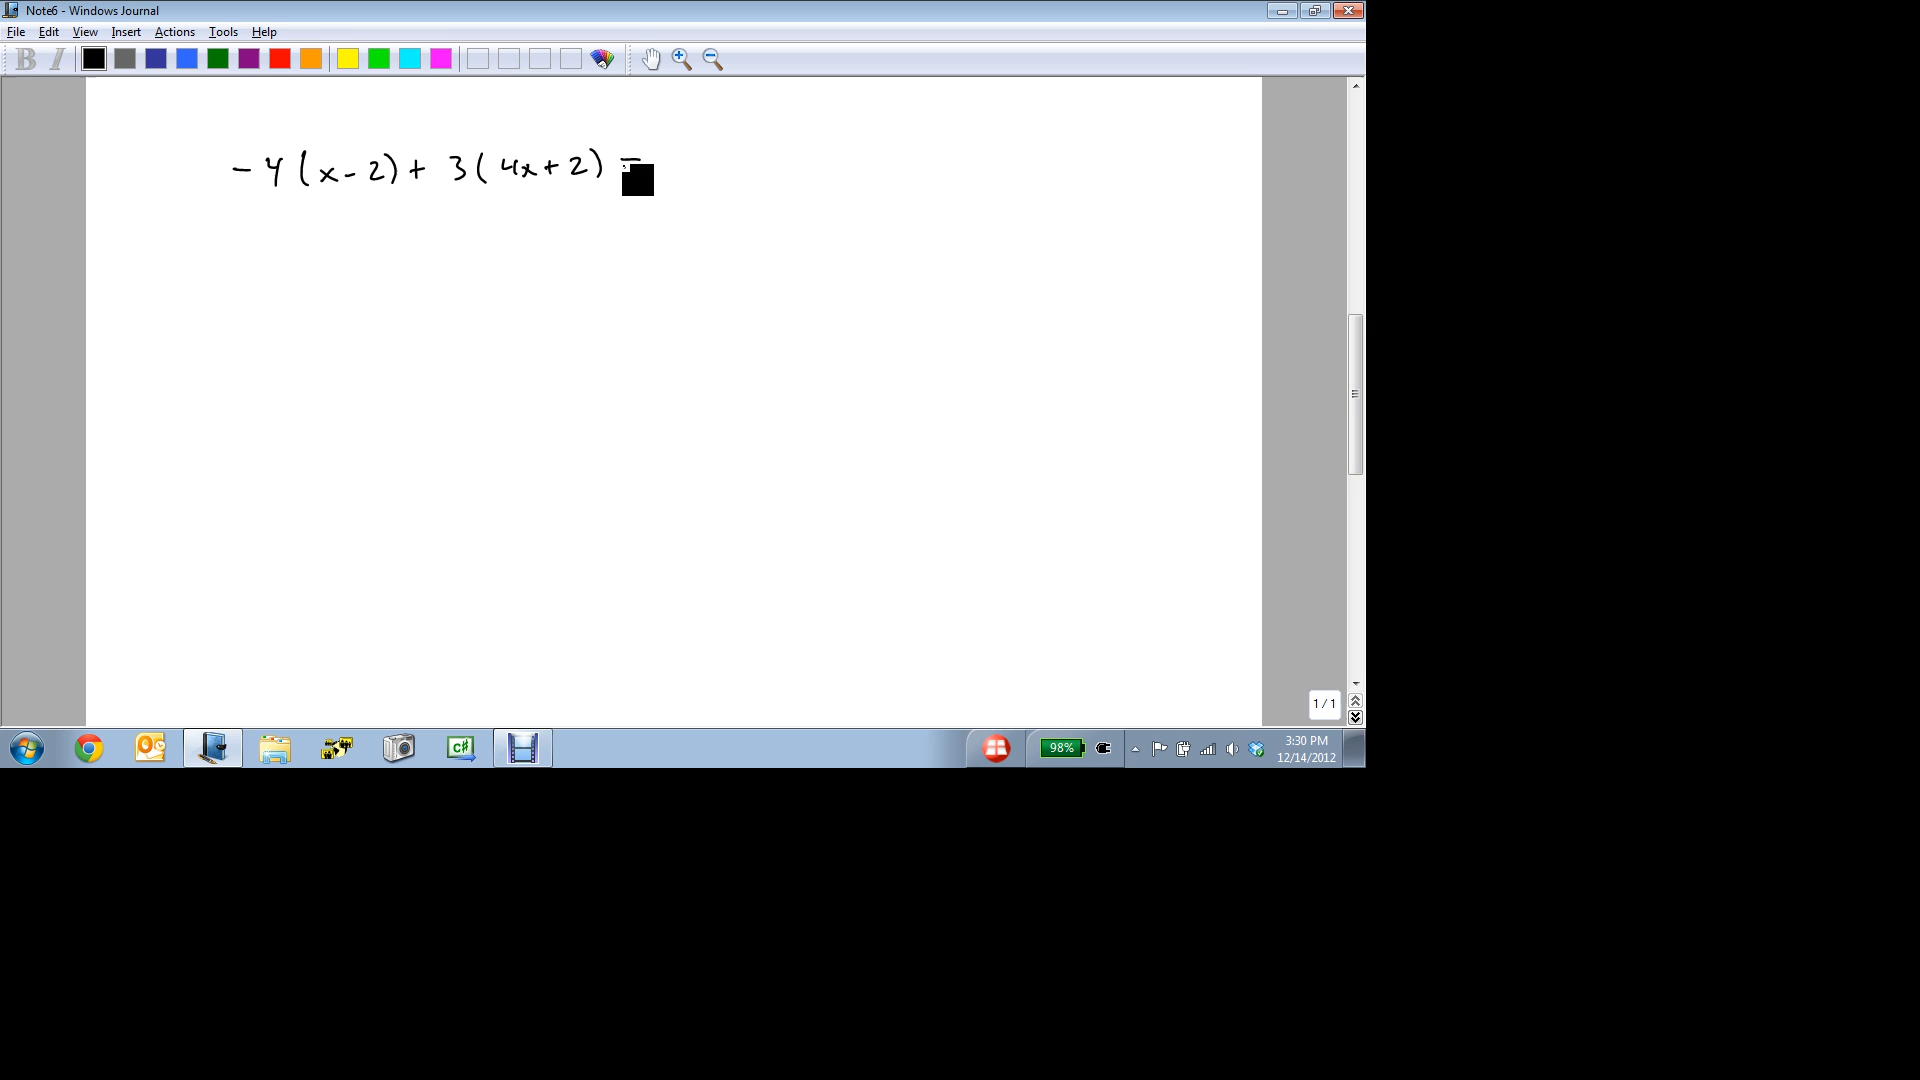 Note6 - Windows Journal
File Edit View Insert Actions Tools Help
B I
- 4 (x - 2) + 3 (4x + 2) =
1 / 1
C#
98%
3:30 PM
12/14/2012